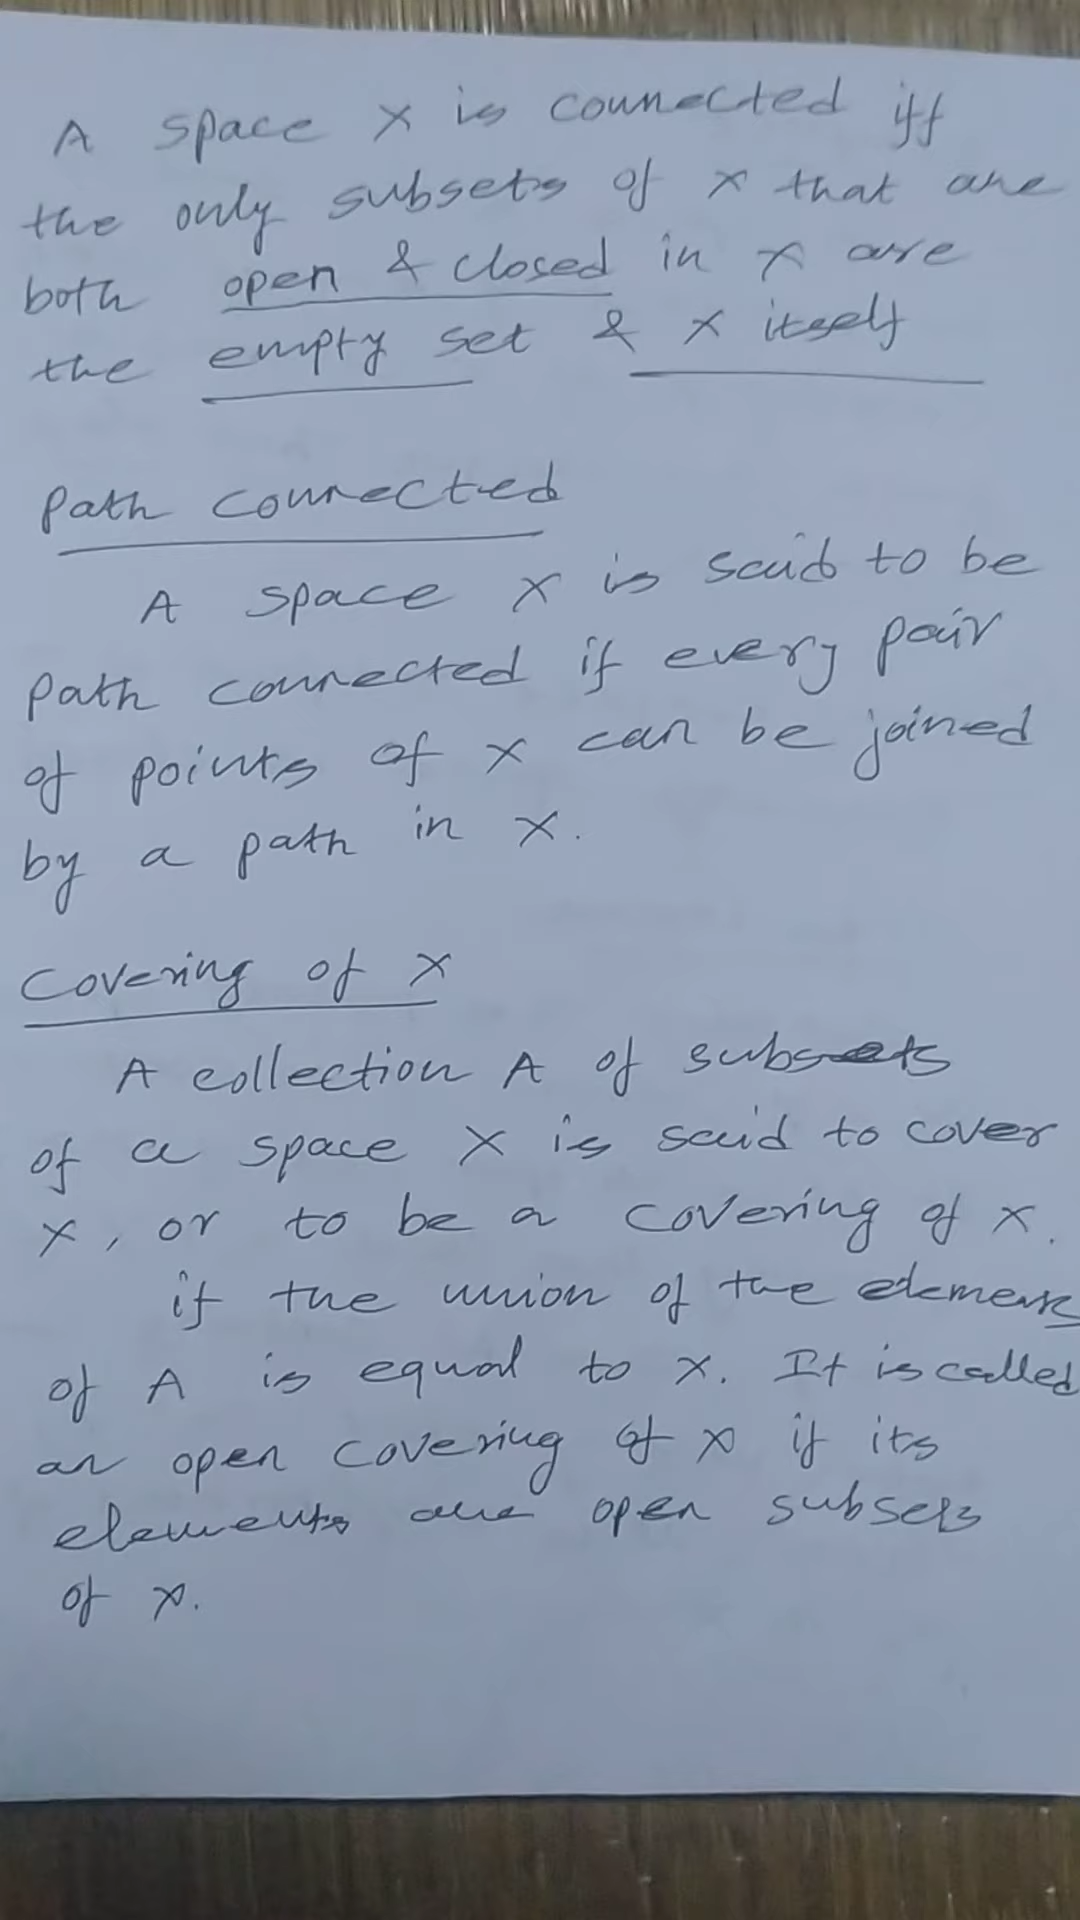 A space X is connected iff
the only subsets of X that are
both open & closed in X are
the empty set & X itself
Path connected
A space X is said to be
Path connected if every pair
of points of X can be joined
by a path in X.
Covering of X
A collection A of subsets
of a space X is said to cover
X, or to be a covering of X.
if the union of the elements
of A is equal to X. It is called
an open covering of X if its
elements are open subsets
of X.